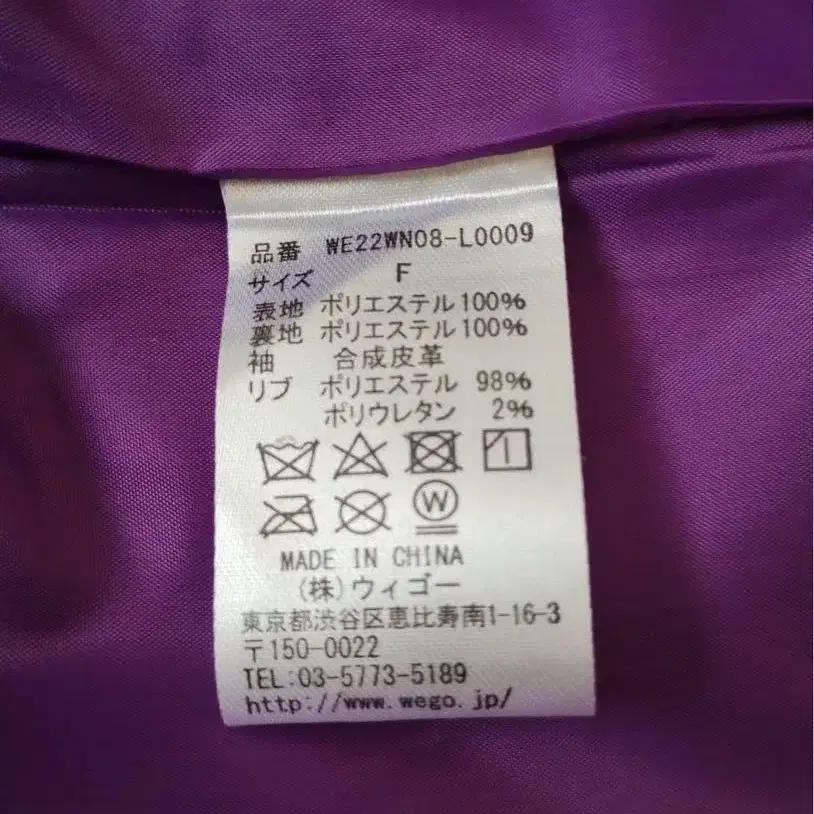 品番 WE22WN08-L0009
サイズ F
表地 ポリエステル100%
裏地 ポリエステル100%
袖 合成皮革
リブ ポリエステル 98%
ポリウレタン 2%
W
MADE IN CHINA
(株)ウィゴー
東京都渋谷区恵比寿南1-16-3
〒150-0022
TEL:03-5773-5189
http://www.wego.jp/